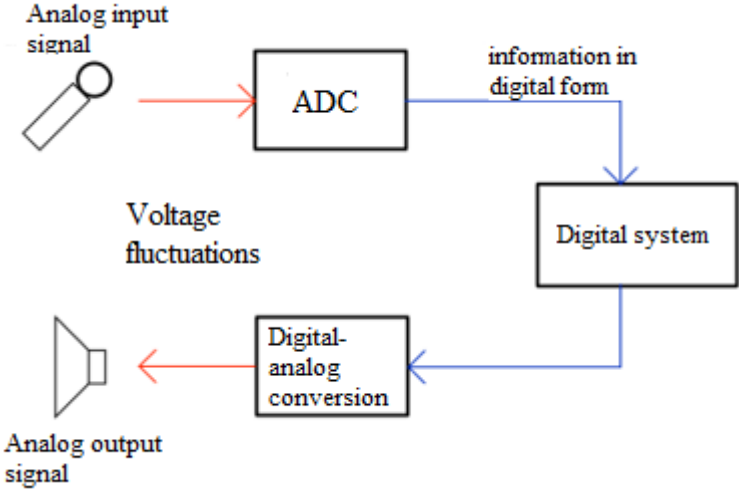 Analog input
signal
ADC
information in
digital form
Digital system
Voltage
fluctuations
Digital-
analog
conversion
Analog output
signal